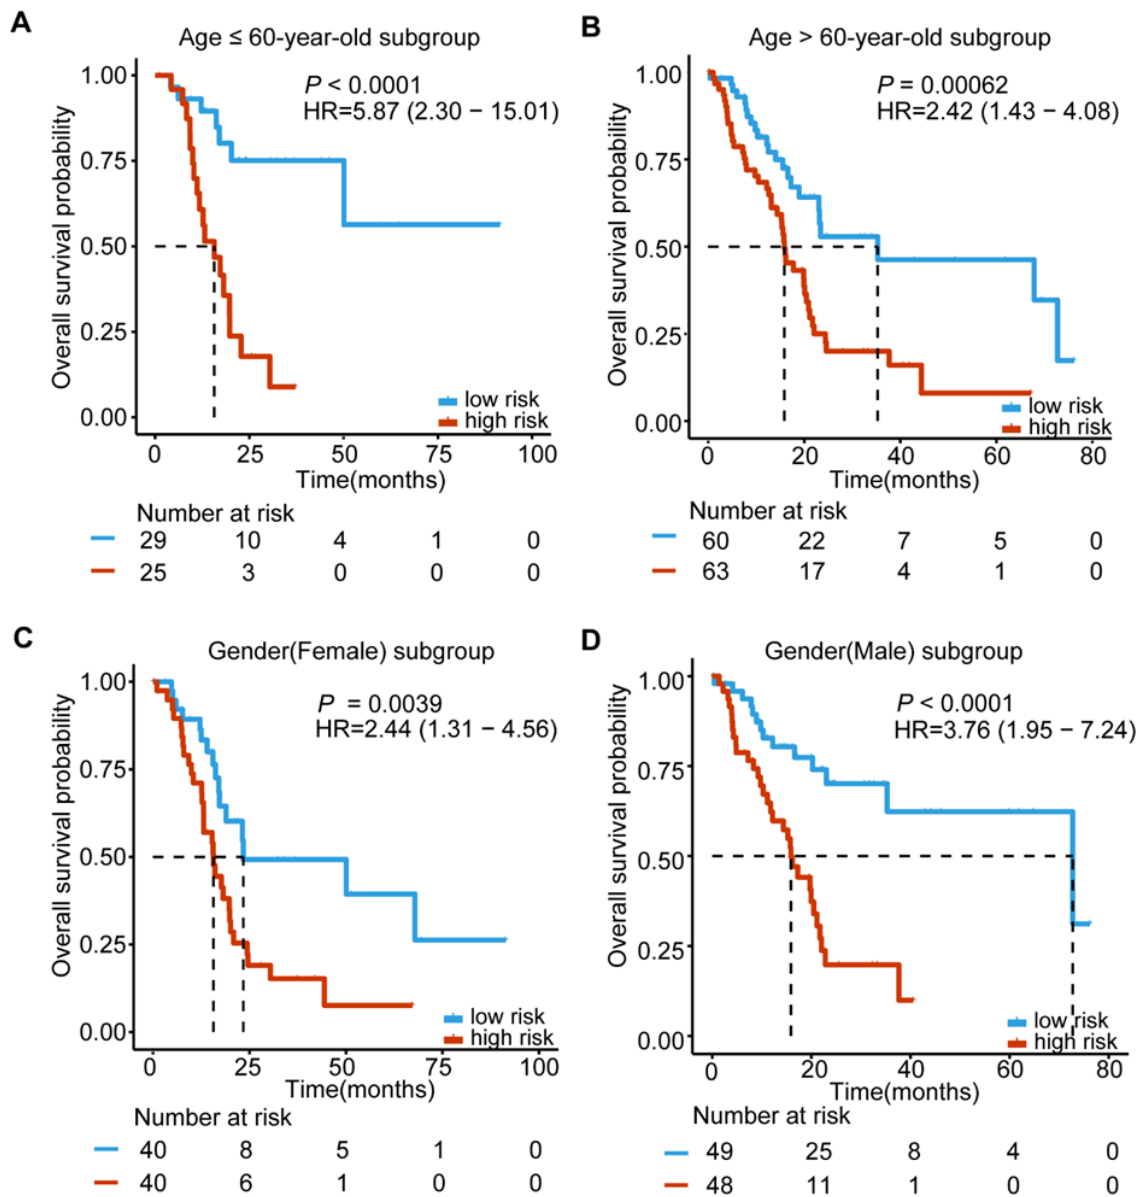 A
Age ≤ 60-year-old subgroup
P < 0.0001
HR=5.87 (2.30 − 15.01)
Overall survival probability
1.00
0.75
0.50
0.25
0.00
low risk
high risk
0 25 50 75 100
Time(months)
Number at risk
29 10 4 1 0
25 3 0 0 0
B
Age > 60-year-old subgroup
P = 0.00062
HR=2.42 (1.43 − 4.08)
Overall survival probability
1.00
0.75
0.50
0.25
0.00
low risk
high risk
0 20 40 60 80
Time(months)
Number at risk
60 22 7 5 0
63 17 4 1 0
C
Gender(Female) subgroup
P = 0.0039
HR=2.44 (1.31 − 4.56)
Overall survival probability
1.00
0.75
0.50
0.25
0.00
low risk
high risk
0 25 50 75 100
Time(months)
Number at risk
40 8 5 1 0
40 6 1 0 0
D
Gender(Male) subgroup
P < 0.0001
HR=3.76 (1.95 − 7.24)
Overall survival probability
1.00
0.75
0.50
0.25
0.00
low risk
high risk
0 20 40 60 80
Time(months)
Number at risk
49 25 8 4 0
48 11 1 0 0